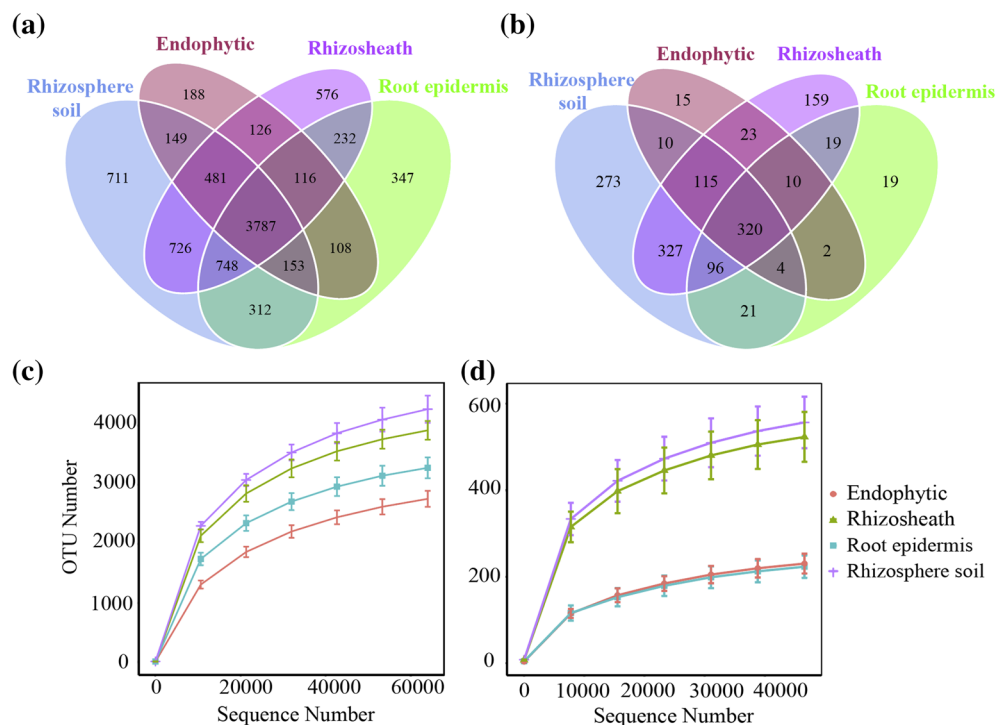 (a)
Endophytic
Rhizosheath
Rhizosphere
soil
Root epidermis
188
576
149
126
232
711
481
116
347
3787
726
748
153
108
312
(b)
Endophytic
Rhizosheath
Rhizosphere
soil
Root epidermis
15
159
10
23
19
273
115
10
19
320
327
96
4
2
21
(c)
OTU Number
4000
3000
2000
1000
0
0
20000
40000
60000
Sequence Number
(d)
600
400
200
0
0
10000
20000
30000
40000
Sequence Number
Endophytic
Rhizosheath
Root epidermis
Rhizosphere soil